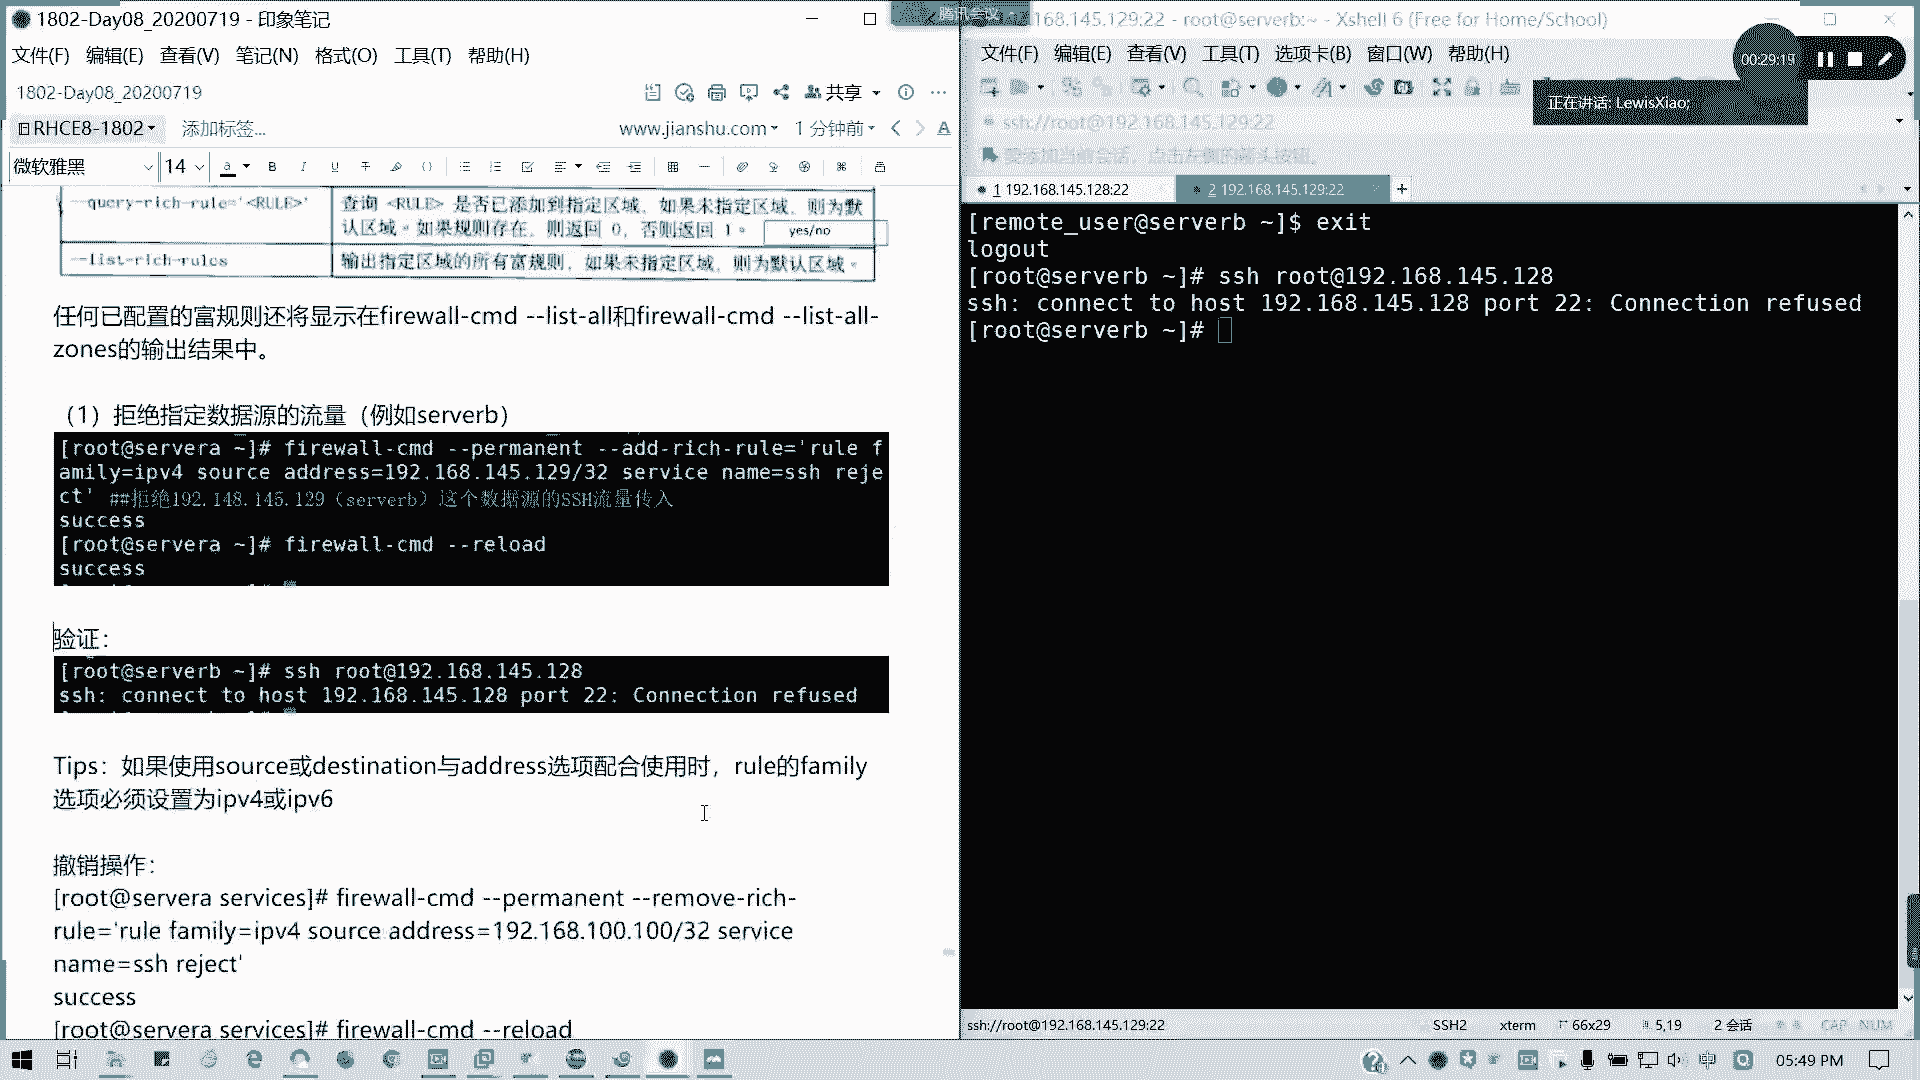 1802-Day08_20200719 - 印象笔记
文件(F) 编辑(E) 查看(V) 笔记(N) 格式(O) 工具(T) 帮助(H)
1802-Day08_20200719
共享
RHCE8-1802 添加标签...
www.jianshu.com 1 分钟前
微软雅黑 14
--query-rich-rule='<RULE>' 查询 <RULE> 是否已添加到指定区域，如果未指定区域，则为默
认区域。如果规则存在，则返回 0，否则返回 1。 yes/no
--list-rich-rules 输出指定区域的所有富规则，如果未指定区域，则为默认区域。
任何已配置的富规则还将显示在firewall-cmd --list-all和firewall-cmd --list-all-
zones的输出结果中。
（1）拒绝指定数据源的流量（例如serverb）
[root@servera ~]# firewall-cmd --permanent --add-rich-rule='rule f
amily=ipv4 source address=192.168.145.129/32 service name=ssh reje
ct' ##拒绝192.148.145.129（serverb）这个数据源的SSH流量传入
success
[root@servera ~]# firewall-cmd --reload
success
验证：
[root@serverb ~]# ssh root@192.168.145.128
ssh: connect to host 192.168.145.128 port 22: Connection refused
Tips：如果使用source或destination与address选项配合使用时，rule的family
选项必须设置为ipv4或ipv6
撤销操作：
[root@servera services]# firewall-cmd --permanent --remove-rich-
rule='rule family=ipv4 source address=192.168.100.100/32 service
name=ssh reject'
success
[root@servera services]# firewall-cmd --reload
腾讯会议
168.145.129:22 - root@serverb:~ - Xshell 6 (Free for Home/School)
文件(F) 编辑(E) 查看(V) 工具(T) 选项卡(B) 窗口(W) 帮助(H)
00:29:19
正在讲话: LewisXiao;
ssh://root@192.168.145.129:22
要添加当前会话，点击左侧的箭头按钮。
1 192.168.145.128:22
2 192.168.145.129:22
[remote_user@serverb ~]$ exit
logout
[root@serverb ~]# ssh root@192.168.145.128
ssh: connect to host 192.168.145.128 port 22: Connection refused
[root@serverb ~]#
ssh://root@192.168.145.129:22 SSH2 xterm 66x29 5,19 2 会话 CAP NUM
中 05:49 PM